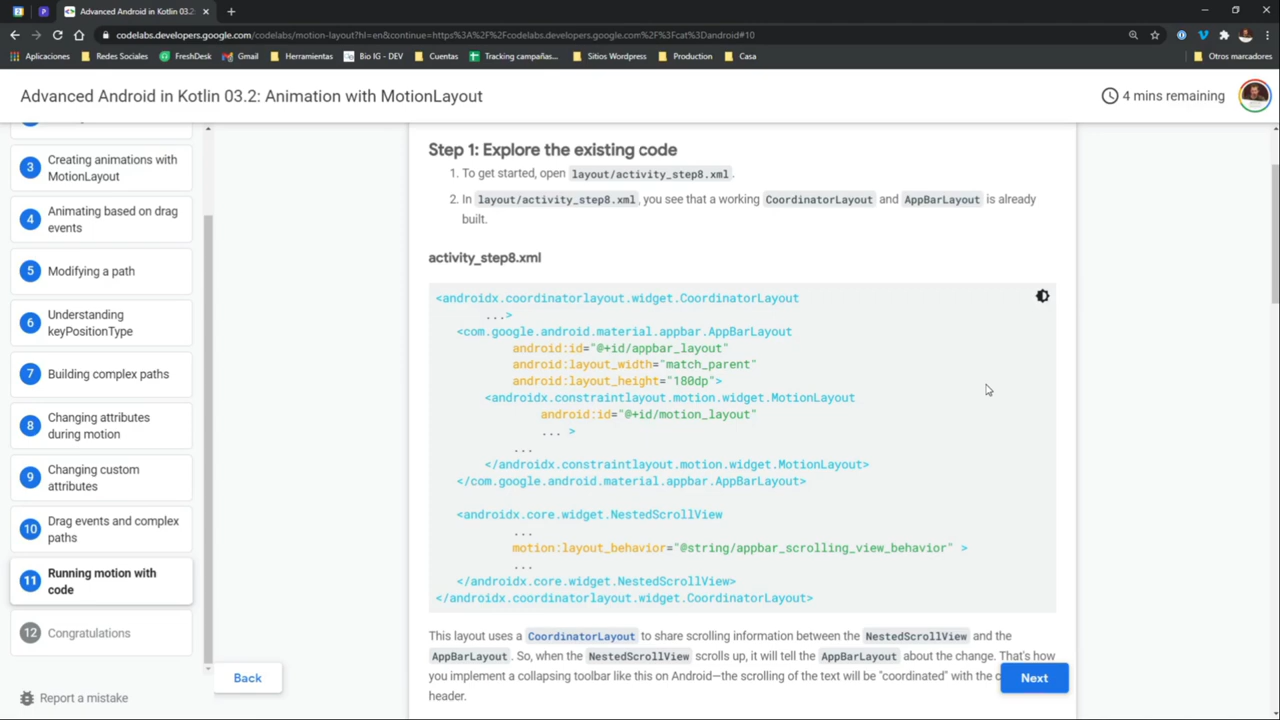 Advanced Android in Kotlin 03.2:
codelabs.developers.google.com/codelabs/motion-layout?hl=en&continue=https%3A%2F%2Fcodelabs.developers.google.com%2F%3Fcat%3Dandroid#10
Aplicaciones Redes Sociales FreshDesk Gmail Herramientas Bio IG - DEV Cuentas Tracking campañas... Sitios Wordpress Production Casa Otros marcadores
Advanced Android in Kotlin 03.2: Animation with MotionLayout
4 mins remaining
3 Creating animations with
MotionLayout
4 Animating based on drag
events
5 Modifying a path
6 Understanding
keyPositionType
7 Building complex paths
8 Changing attributes
during motion
9 Changing custom
attributes
10 Drag events and complex
paths
11 Running motion with
code
12 Congratulations
Report a mistake
Step 1: Explore the existing code
1. To get started, open layout/activity_step8.xml.
2. In layout/activity_step8.xml, you see that a working CoordinatorLayout and AppBarLayout is already
built.
activity_step8.xml
<androidx.coordinatorlayout.widget.CoordinatorLayout
...>
<com.google.android.material.appbar.AppBarLayout
android:id="@+id/appbar_layout"
android:layout_width="match_parent"
android:layout_height="180dp">
<androidx.constraintlayout.motion.widget.MotionLayout
android:id="@+id/motion_layout"
... >
...
</androidx.constraintlayout.motion.widget.MotionLayout>
</com.google.android.material.appbar.AppBarLayout>
<androidx.core.widget.NestedScrollView
...
motion:layout_behavior="@string/appbar_scrolling_view_behavior" >
...
</androidx.core.widget.NestedScrollView>
</androidx.coordinatorlayout.widget.CoordinatorLayout>
This layout uses a CoordinatorLayout to share scrolling information between the NestedScrollView and the
AppBarLayout. So, when the NestedScrollView scrolls up, it will tell the AppBarLayout about the change. That's how
you implement a collapsing toolbar like this on Android—the scrolling of the text will be "coordinated" with the
header.
Back
Next